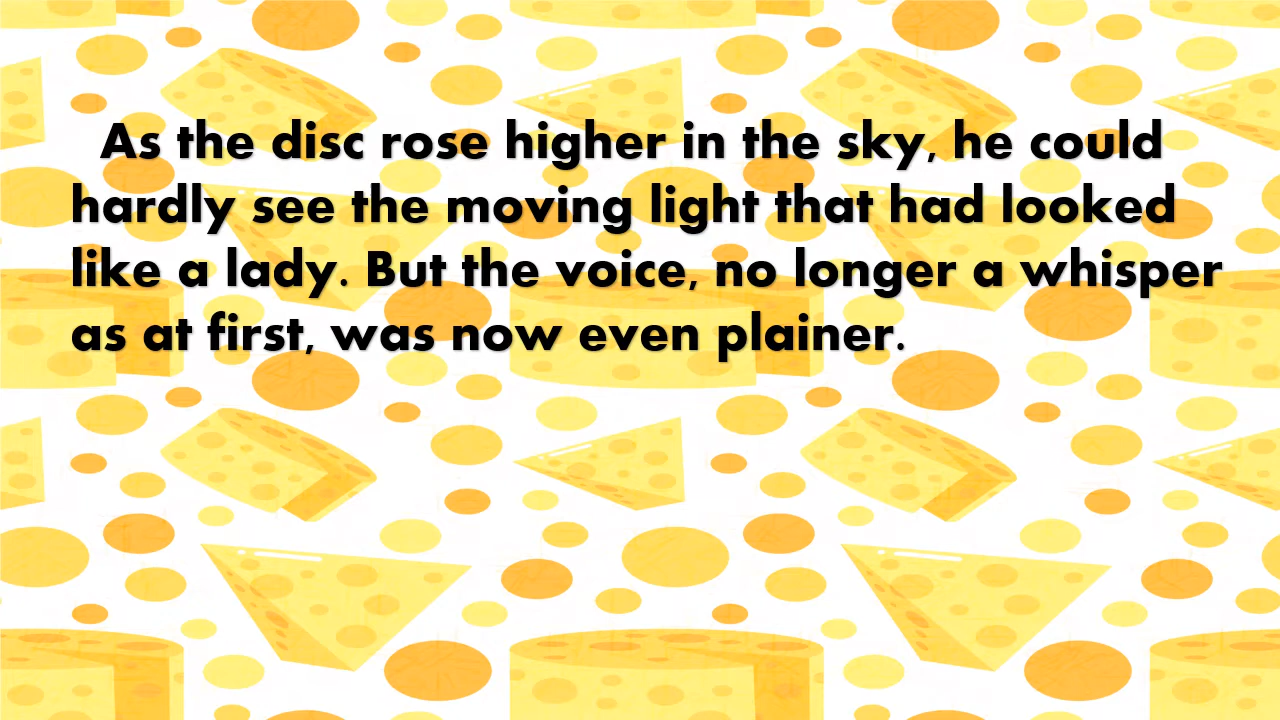 As the disc rose higher in the sky, he could
hardly see the moving light that had looked
like a lady. But the voice, no longer a whisper
as at first, was now even plainer.